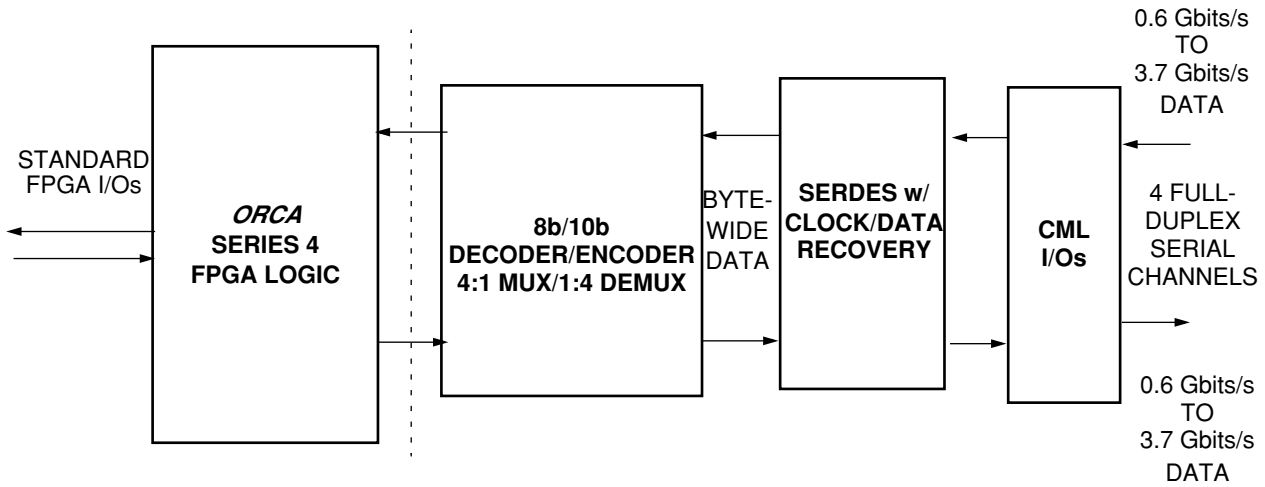 STANDARD
FPGA I/Os
ORCA
SERIES 4
FPGA LOGIC
8b/10b
DECODER/ENCODER
4:1 MUX/1:4 DEMUX
BYTE-
WIDE
DATA
SERDES w/
CLOCK/DATA
RECOVERY
CML
I/Os
0.6 Gbits/s
TO
3.7 Gbits/s
DATA
4 FULL-
DUPLEX
SERIAL
CHANNELS
0.6 Gbits/s
TO
3.7 Gbits/s
DATA